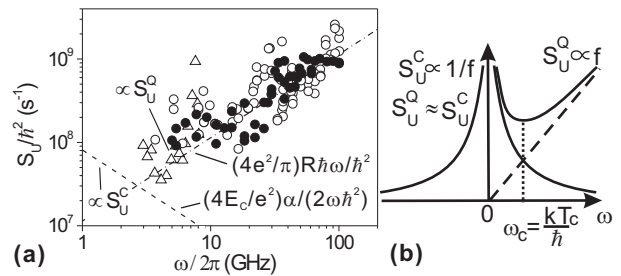 10⁹
10⁸
10⁷
S_U/ħ² (s⁻¹)
∝ S_U^Q
(4e²/π)Rħω/ħ²
∝ S_U^C
(4E_C/e²)α/(2ωħ²)
1 10 100
(a) ω/2π (GHz)
S_U^C ∝ 1/f
S_U^Q ≈ S_U^C
S_U^Q ∝ f
0
ω
ω_c = kT_c/ħ
(b)